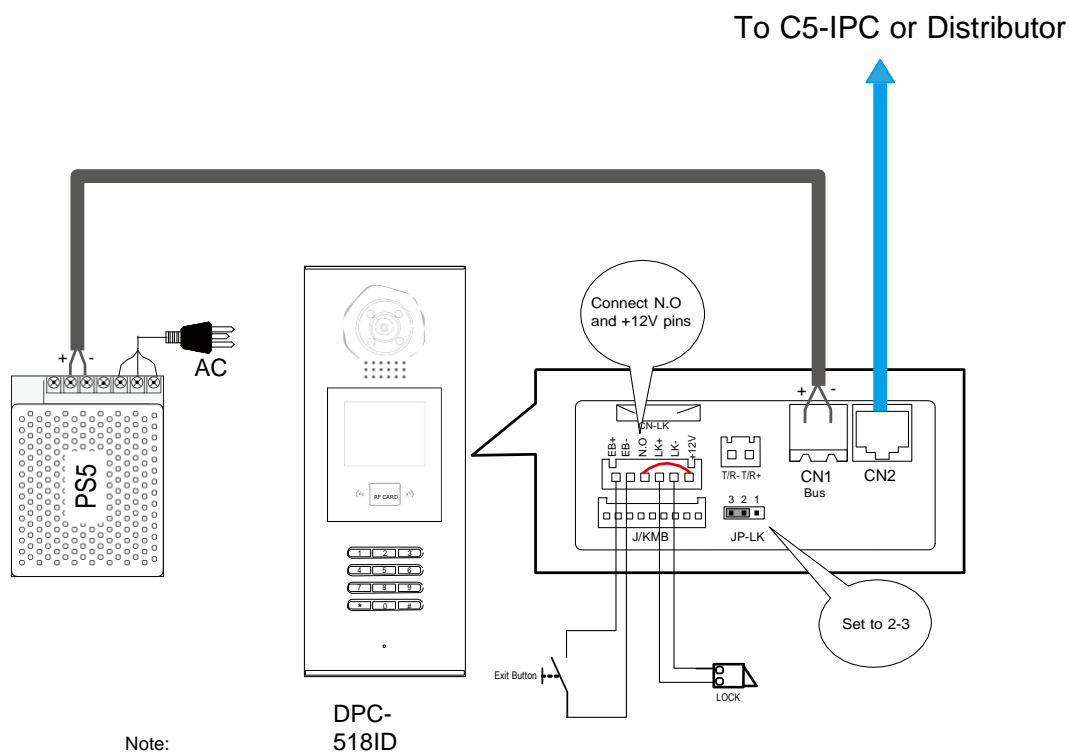 To C5-IPC or Distributor
Connect N.O
and +12V pins
AC
+ -
+ -
PS5
RF CARD
1 2 3
4 5 6
7 8 9
* 0 #
CN-LK
EB+
EB-
N.O
LK+
LK-
+12V
T/R- T/R+
CN1
Bus
CN2
3 2 1
J/KMB
JP-LK
Set to 2-3
Exit Button
LOCK
DPC-
518ID
Note: